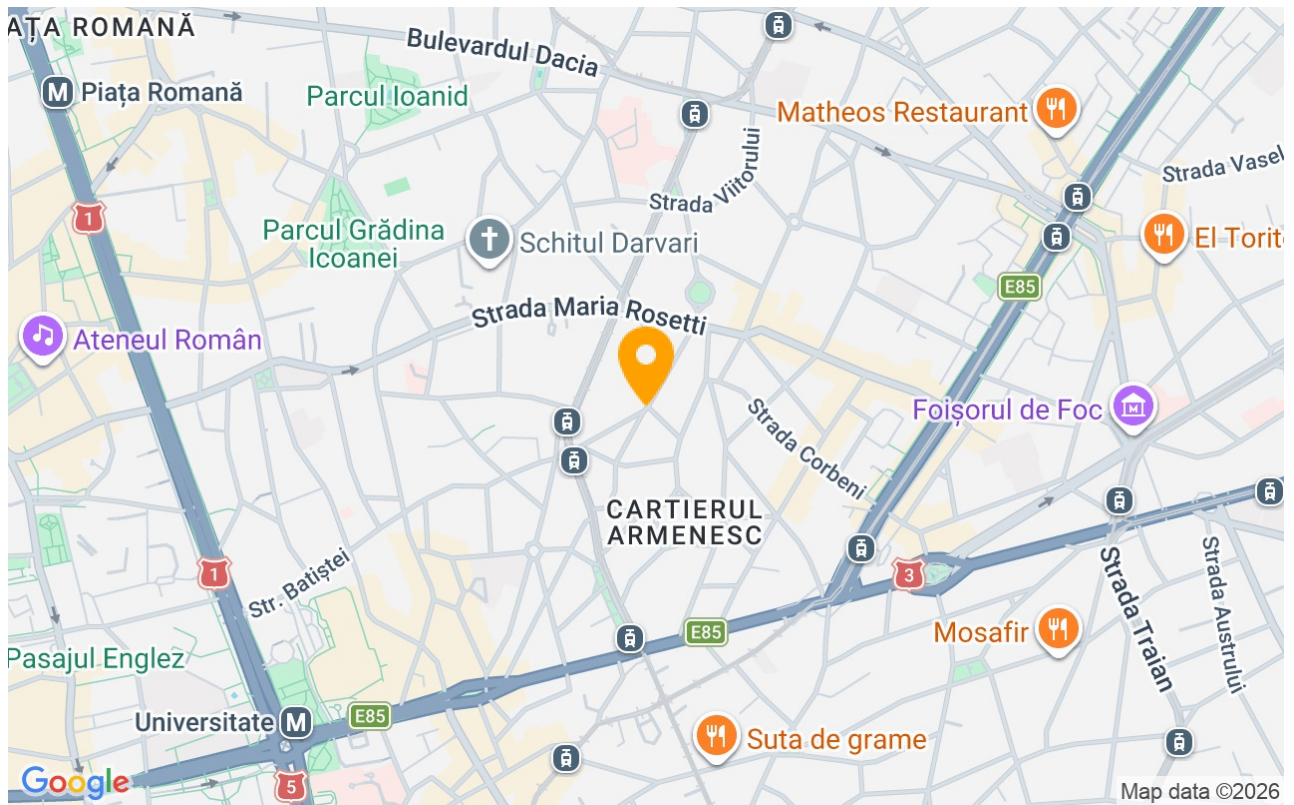 AȚA ROMANĂ
Bulevardul Dacia
M Piața Romană
Parcul Ioanid
Matheos Restaurant
Strada Viitorului
Strada Vasel
1
Parcul Grădina
Icoanei
Schitul Darvari
El Torit
E85
Strada Maria Rosetti
Ateneul Român
Foișorul de Foc
M
Strada Corbeni
CARTIERUL
ARMENESC
1
Str. Batiștei
3
Strada Traian
Strada Austrului
E85
Mosafir
Pasajul Englez
Universitate M
E85
Suta de grame
Google
5
Map data ©2026